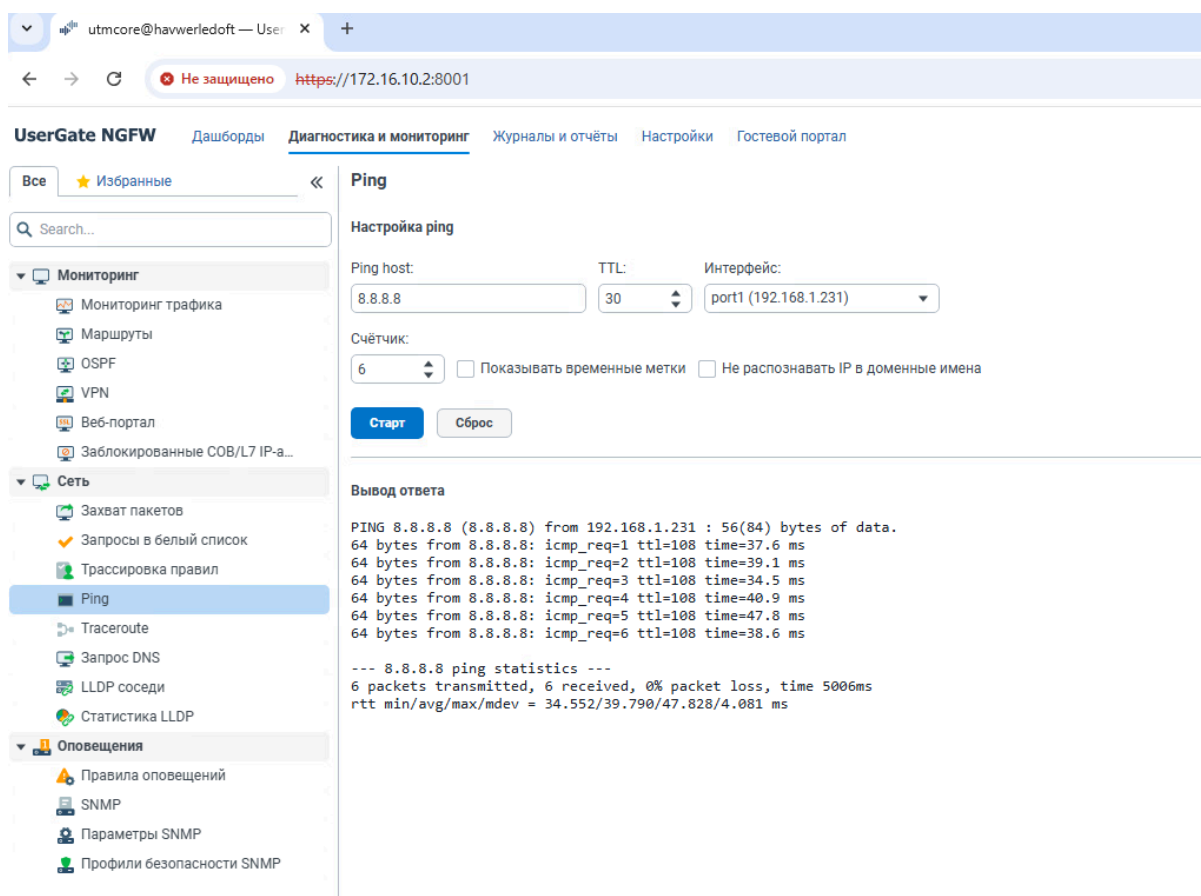 utmcore@havwerledoft — User
Не защищено https://172.16.10.2:8001
UserGate NGFW Дашборды Диагностика и мониторинг Журналы и отчёты Настройки Гостевой портал
Все Избранные
Search...
Мониторинг
Мониторинг трафика
Маршруты
OSPF
VPN
Веб-портал
Заблокированные СОВ/L7 IP-а...
Сеть
Захват пакетов
Запросы в белый список
Трассировка правил
Ping
Traceroute
Запрос DNS
LLDP соседи
Статистика LLDP
Оповещения
Правила оповещений
SNMP
Параметры SNMP
Профили безопасности SNMP
Ping
Настройка ping
Ping host: TTL: Интерфейс:
8.8.8.8 30 port1 (192.168.1.231)
Счётчик:
6 Показывать временные метки Не распознавать IP в доменные имена
Старт Сброс
Вывод ответа
PING 8.8.8.8 (8.8.8.8) from 192.168.1.231 : 56(84) bytes of data.
64 bytes from 8.8.8.8: icmp_req=1 ttl=108 time=37.6 ms
64 bytes from 8.8.8.8: icmp_req=2 ttl=108 time=39.1 ms
64 bytes from 8.8.8.8: icmp_req=3 ttl=108 time=34.5 ms
64 bytes from 8.8.8.8: icmp_req=4 ttl=108 time=40.9 ms
64 bytes from 8.8.8.8: icmp_req=5 ttl=108 time=47.8 ms
64 bytes from 8.8.8.8: icmp_req=6 ttl=108 time=38.6 ms
--- 8.8.8.8 ping statistics ---
6 packets transmitted, 6 received, 0% packet loss, time 5006ms
rtt min/avg/max/mdev = 34.552/39.790/47.828/4.081 ms